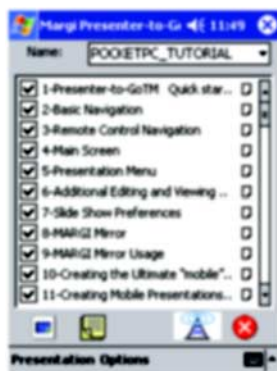 Margi Presenter-to-Go 11:49
Name: POCKETPC_TUTORIAL
1-Presenter-to-GoTM Quick star..
2-Basic Navigation
3-Remote Control Navigation
4-Main Screen
5-Presentation Menu
6-Additional Editing and Viewing ..
7-Slide Show Preferences
8-MARGI Mirror
9-MARGI Mirror Usage
10-Creating the Ultimate "mobile"..
11-Creating Mobile Presentations..
Presentation Options